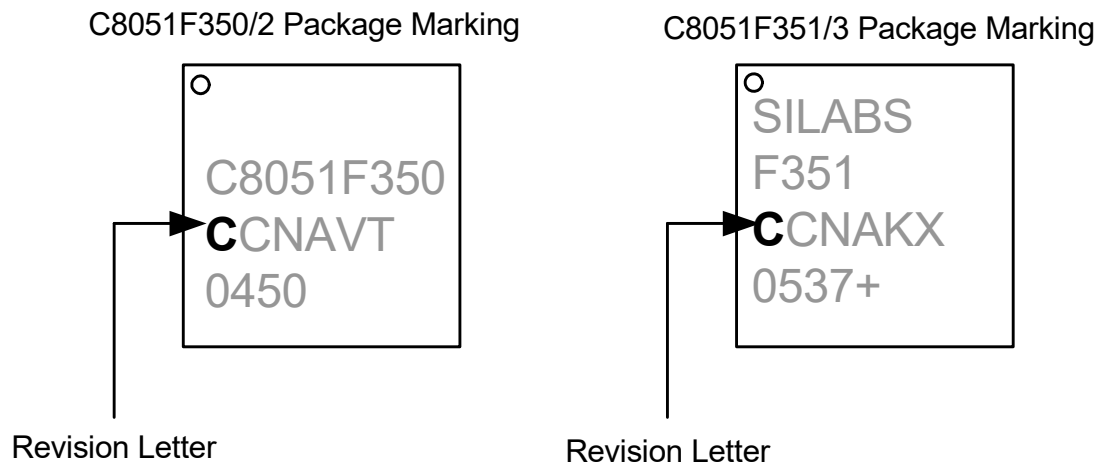 C8051F350/2 Package Marking
C8051F350
CCNAVT
0450
Revision Letter
C8051F351/3 Package Marking
SILABS
F351
CCNAKX
0537+
Revision Letter